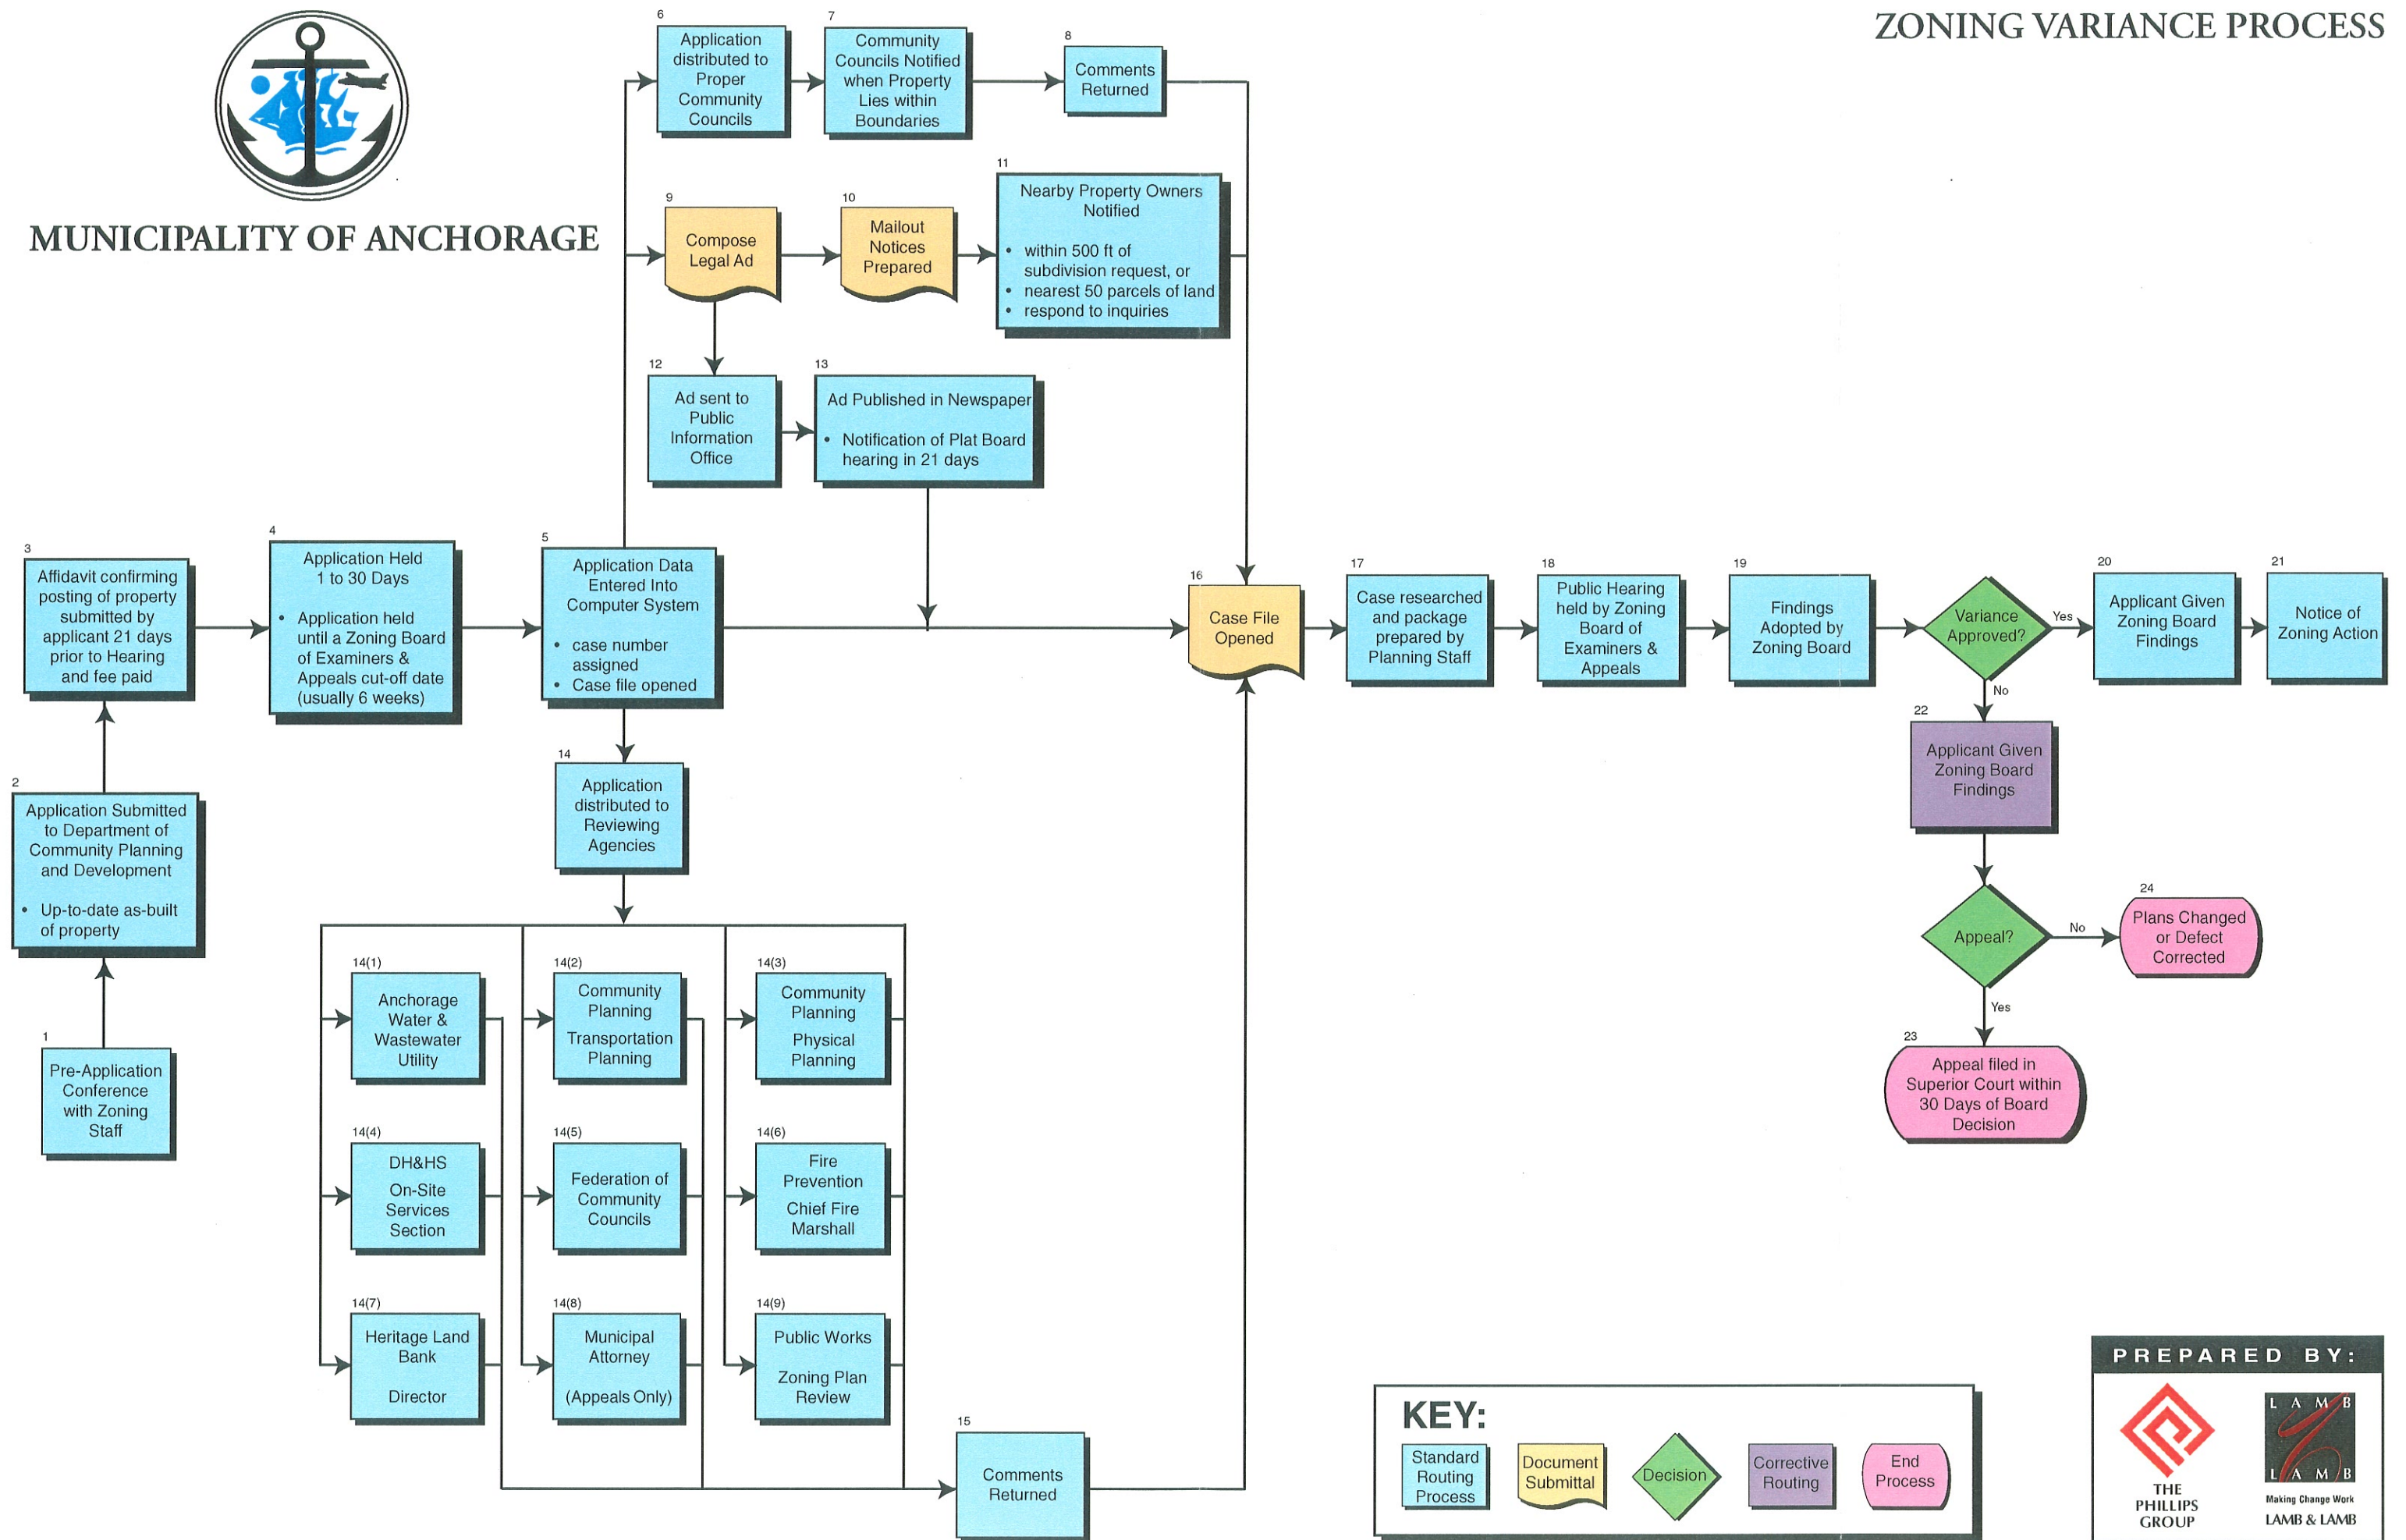 ZONING VARIANCE PROCESS
MUNICIPALITY OF ANCHORAGE
1
Pre-Application
Conference
with Zoning
Staff
2
Application Submitted
to Department of
Community Planning
and Development
• Up-to-date as-built
of property
3
Affidavit confirming
posting of property
submitted by
applicant 21 days
prior to Hearing
and fee paid
4
Application Held
1 to 30 Days
• Application held
until a Zoning Board
of Examiners &
Appeals cut-off date
(usually 6 weeks)
5
Application Data
Entered Into
Computer System
• case number
assigned
• Case file opened
6
Application
distributed to
Proper
Community
Councils
7
Community
Councils Notified
when Property
Lies within
Boundaries
8
Comments
Returned
9
Compose
Legal Ad
10
Mailout
Notices
Prepared
11
Nearby Property Owners
Notified
• within 500 ft of
subdivision request, or
• nearest 50 parcels of land
• respond to inquiries
12
Ad sent to
Public
Information
Office
13
Ad Published in Newspaper
• Notification of Plat Board
hearing in 21 days
14
Application
distributed to
Reviewing
Agencies
14(1)
Anchorage
Water &
Wastewater
Utility
14(2)
Community
Planning
Transportation
Planning
14(3)
Community
Planning
Physical
Planning
14(4)
DH&HS
On-Site
Services
Section
14(5)
Federation of
Community
Councils
14(6)
Fire
Prevention
Chief Fire
Marshall
14(7)
Heritage Land
Bank
Director
14(8)
Municipal
Attorney
(Appeals Only)
14(9)
Public Works
Zoning Plan
Review
15
Comments
Returned
16
Case File
Opened
17
Case researched
and package
prepared by
Planning Staff
18
Public Hearing
held by Zoning
Board of
Examiners &
Appeals
19
Findings
Adopted by
Zoning Board
Variance
Approved?
Yes
No
20
Applicant Given
Zoning Board
Findings
21
Notice of
Zoning Action
22
Applicant Given
Zoning Board
Findings
Appeal?
No
Yes
24
Plans Changed
or Defect
Corrected
23
Appeal filed in
Superior Court within
30 Days of Board
Decision
KEY:
Standard
Routing
Process
Document
Submittal
Decision
Corrective
Routing
End
Process
PREPARED BY:
THE
PHILLIPS
GROUP
LAMB
LAMB
Making Change Work
LAMB & LAMB